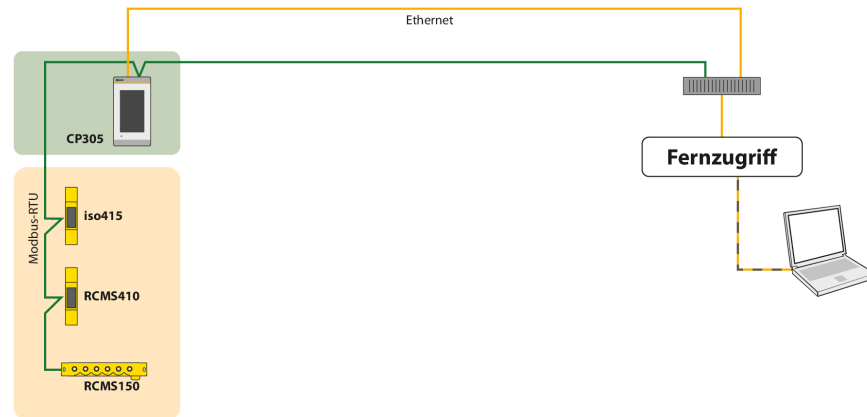 Ethernet
CP305
Fernzugriff
Modbus-RTU
iso415
RCMS410
RCMS150